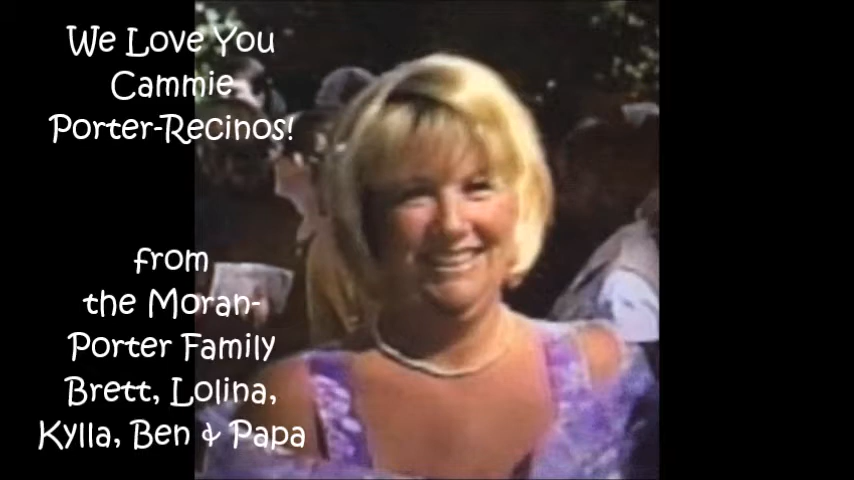 We Love You
Cammie
Porter-Recinos!
from
the Moran-
Porter Family
Brett, Lolina,
Kylla, Ben & Papa